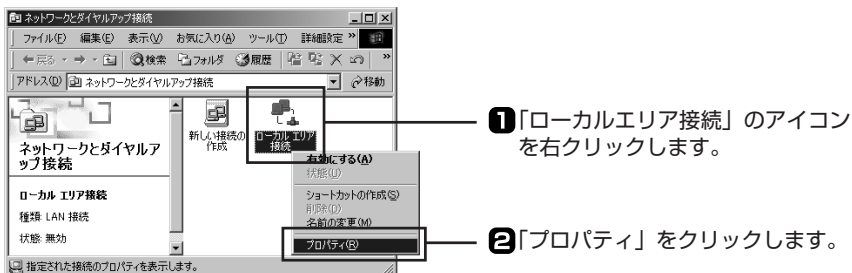 ネットワークとダイヤルアップ接続
ファイル(F) 編集(E) 表示(V) お気に入り(A) ツール(T) 詳細設定 »
←戻る 検索 フォルダ 履歴 »
アドレス(D) ネットワークとダイヤルアップ接続 移動
ネットワークとダイヤルア
ップ接続
ローカル エリア接続
種類: LAN 接続
状態: 無効
新しい接続の
作成
ローカル エリア
接続
有効にする(A)
状態(U)
ショートカットの作成(S)
削除(D)
名前の変更(M)
プロパティ(R)
指定された接続のプロパティを表示します。
1「ローカルエリア接続」のアイコン
を右クリックします。
2「プロパティ」をクリックします。